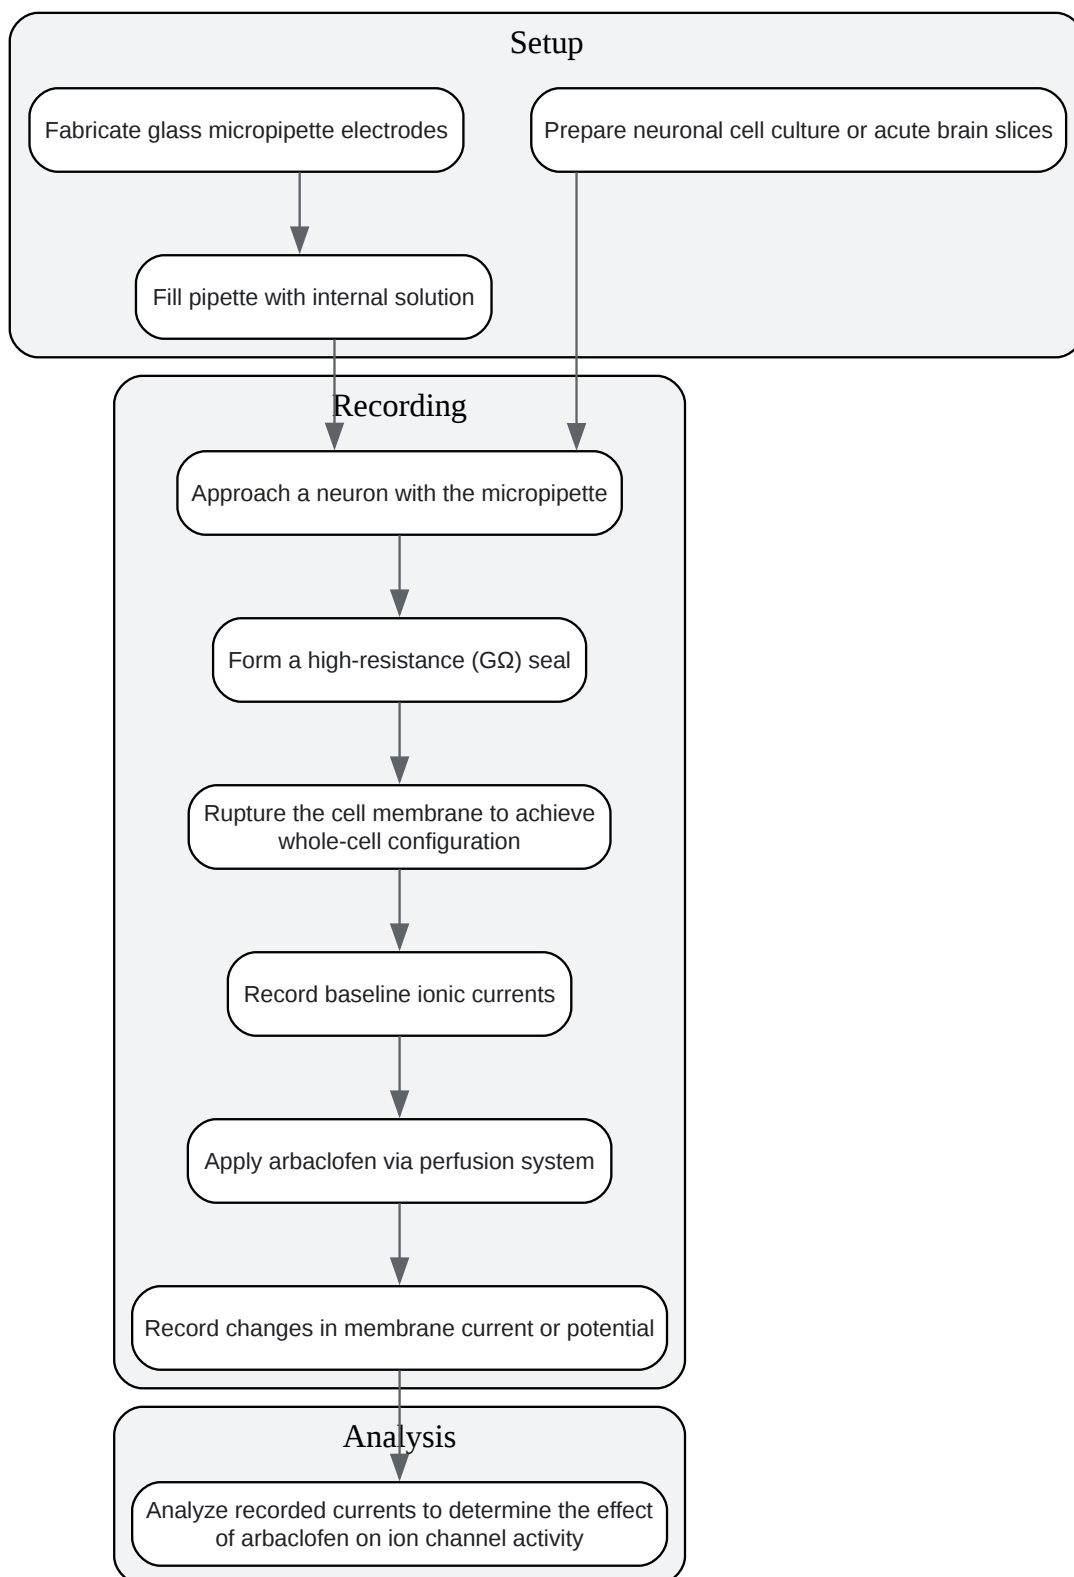 Setup
Fabricate glass micropipette electrodes
Prepare neuronal cell culture or acute brain slices
Fill pipette with internal solution
Recording
Approach a neuron with the micropipette
Form a high-resistance (GΩ) seal
Rupture the cell membrane to achieve
whole-cell configuration
Record baseline ionic currents
Apply arbaclofen via perfusion system
Record changes in membrane current or potential
Analysis
Analyze recorded currents to determine the effect
of arbaclofen on ion channel activity